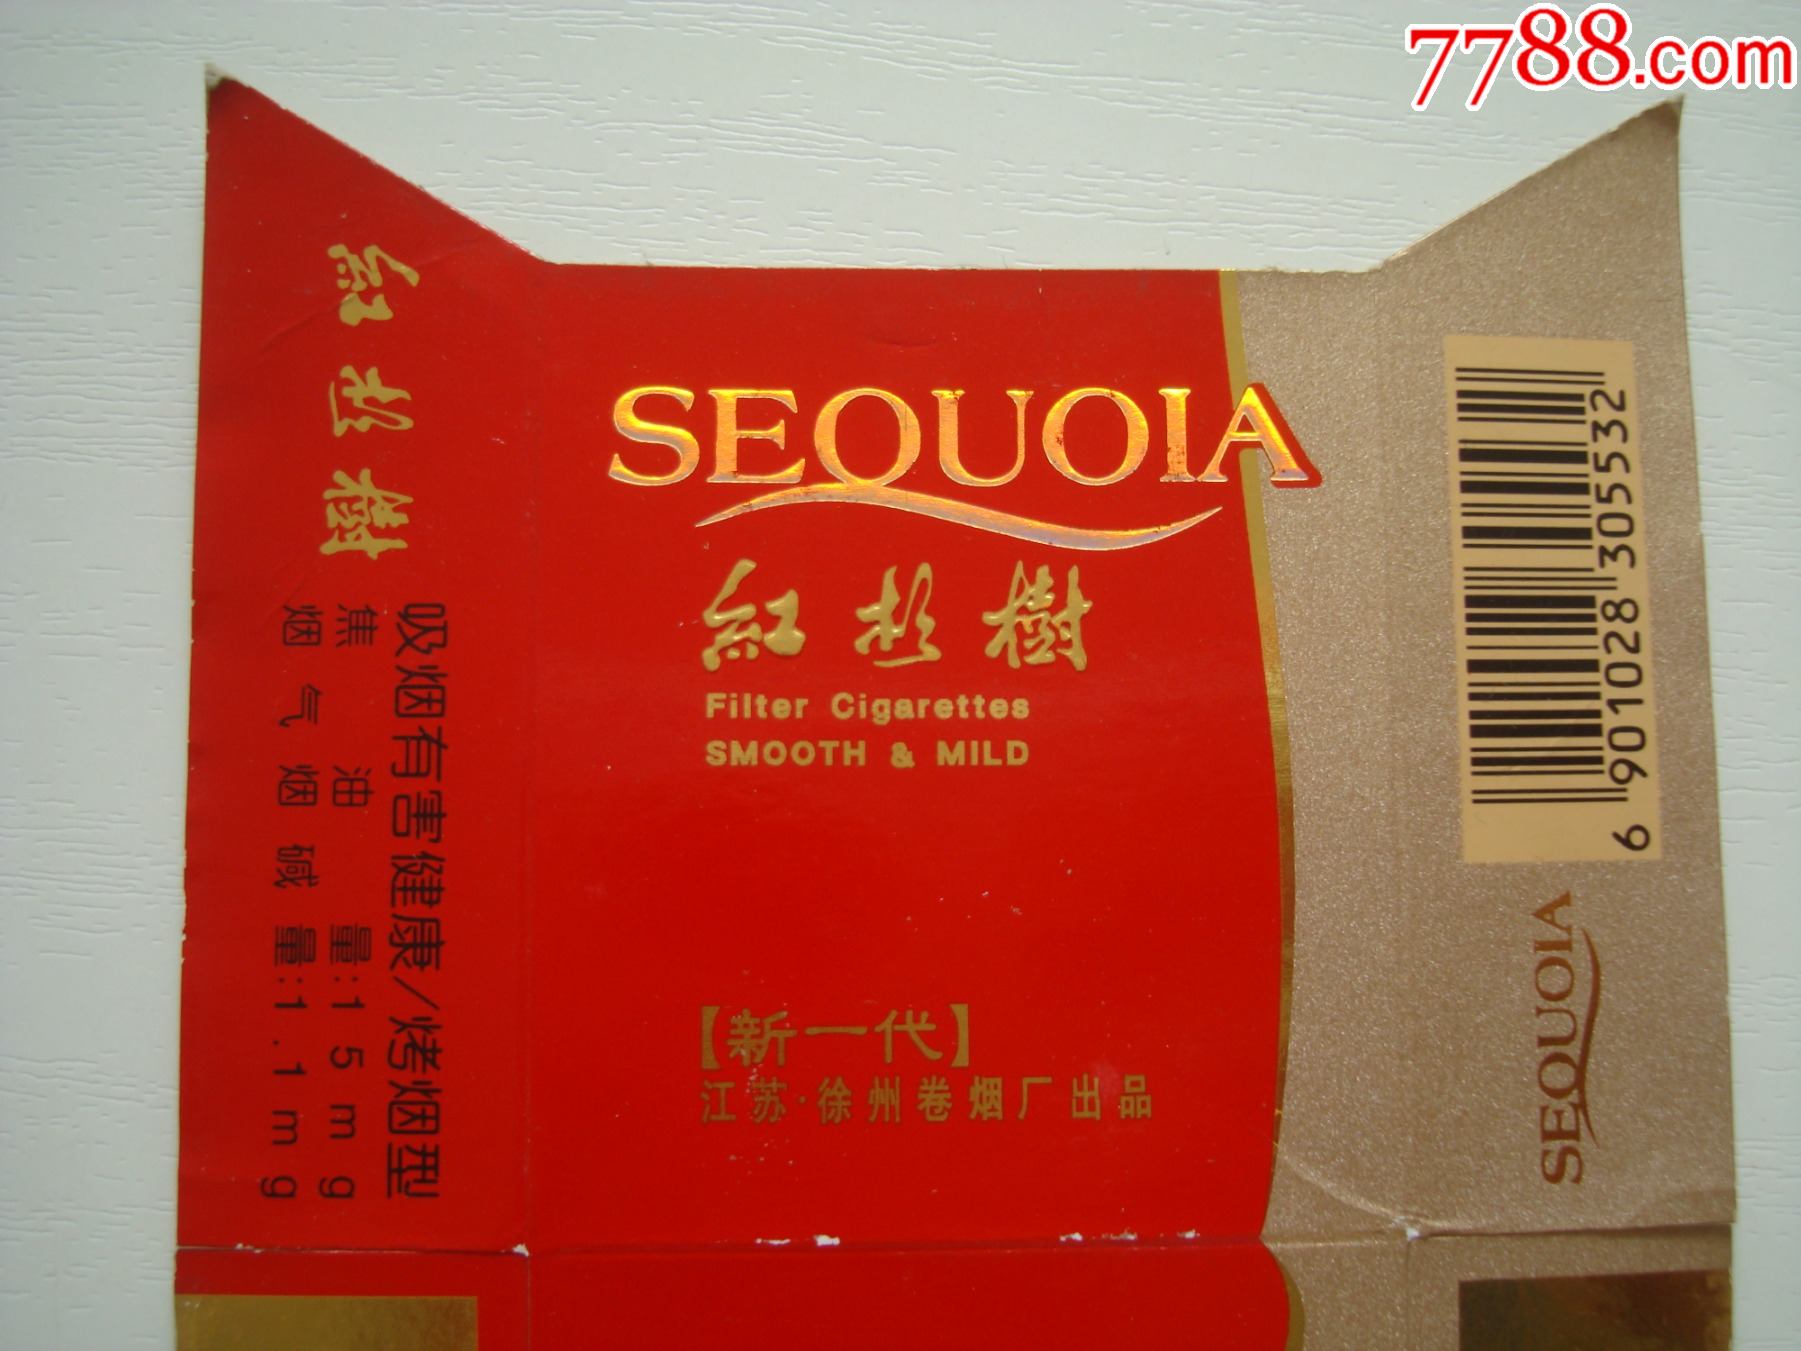 7788.com
紅杉樹
吸烟有害健康/烤烟型
焦油量:15mg
烟气烟碱量:1.1mg
SEQUOIA
紅杉樹
Filter Cigarettes
SMOOTH & MILD
【新一代】
江苏·徐州卷烟厂出品
6 901028 305532
SEQUOIA